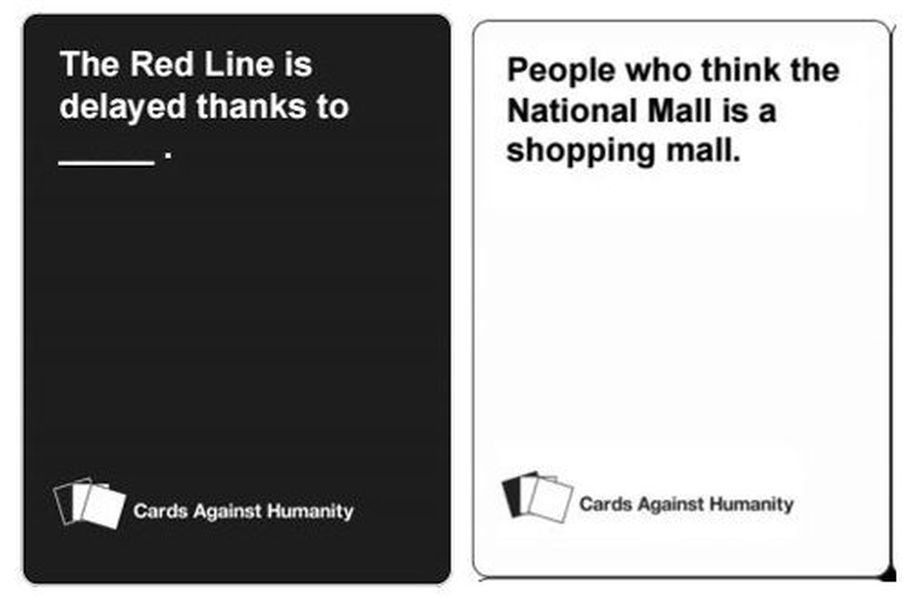 The Red Line is
delayed thanks to
_____ .
Cards Against Humanity
People who think the
National Mall is a
shopping mall.
Cards Against Humanity